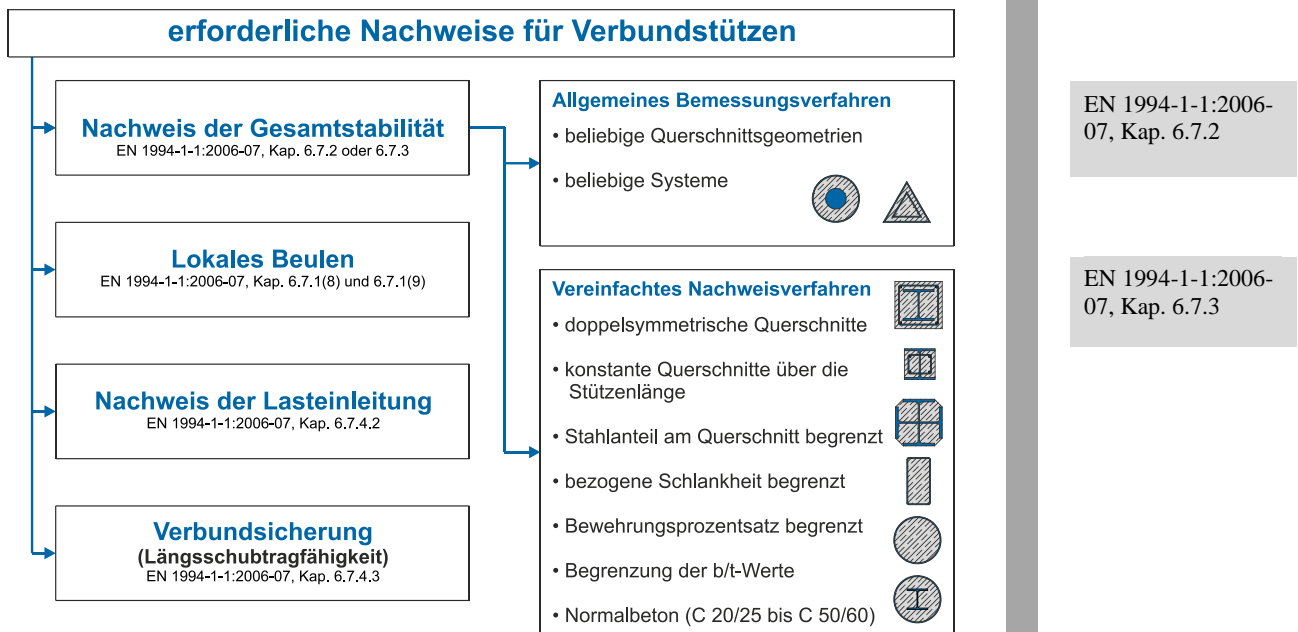 erforderliche Nachweise für Verbundstützen
Nachweis der Gesamtstabilität
EN 1994-1-1:2006-07, Kap. 6.7.2 oder 6.7.3
Lokales Beulen
EN 1994-1-1:2006-07, Kap. 6.7.1(8) und 6.7.1(9)
Nachweis der Lasteinleitung
EN 1994-1-1:2006-07, Kap. 6.7.4.2
Verbundsicherung
(Längsschubtragfähigkeit)
EN 1994-1-1:2006-07, Kap. 6.7.4.3
Allgemeines Bemessungsverfahren
• beliebige Querschnittsgeometrien
• beliebige Systeme
Vereinfachtes Nachweisverfahren
• doppelsymmetrische Querschnitte
• konstante Querschnitte über die
Stützenlänge
• Stahlanteil am Querschnitt begrenzt
• bezogene Schlankheit begrenzt
• Bewehrungsprozentsatz begrenzt
• Begrenzung der b/t-Werte
• Normalbeton (C 20/25 bis C 50/60)
EN 1994-1-1:2006-
07, Kap. 6.7.2
EN 1994-1-1:2006-
07, Kap. 6.7.3